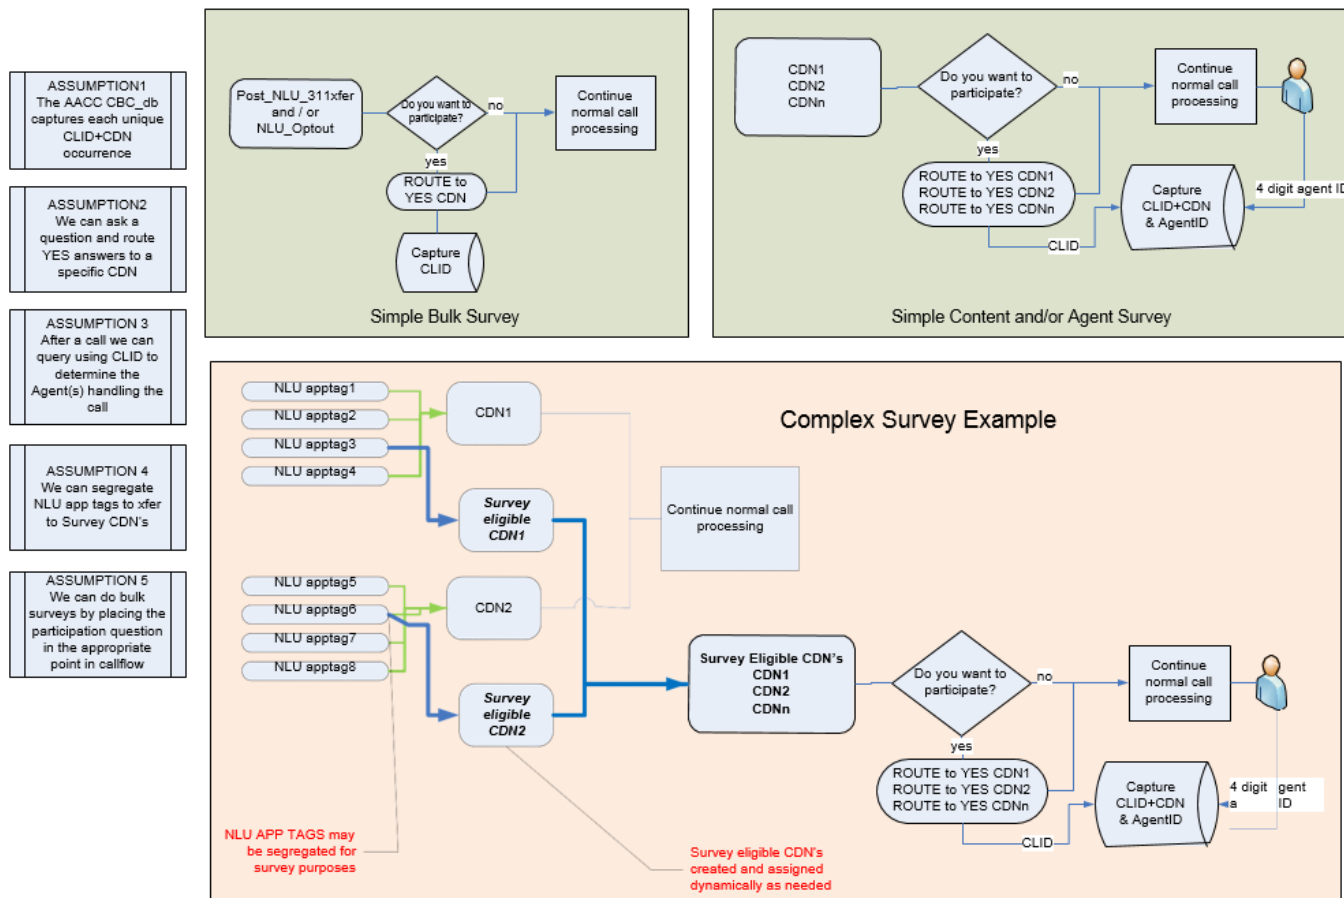 ASSUMPTION1
The AACC CBC_db
captures each unique
CLID+CDN
occurrence
ASSUMPTION2
We can ask a
question and route
YES answers to a
specific CDN
ASSUMPTION 3
After a call we can
query using CLID to
determine the
Agent(s) handling the
call
ASSUMPTION 4
We can segregate
NLU app tags to xfer
to Survey CDN's
ASSUMPTION 5
We can do bulk
surveys by placing the
participation question
in the appropriate
point in callflow
Post_NLU_311xfer
and / or
NLU_Optout
Do you want to
participate?
no
yes
Continue
normal call
processing
ROUTE to
YES CDN
Capture
CLID
Simple Bulk Survey
CDN1
CDN2
CDNn
Do you want to
participate?
no
yes
Continue
normal call
processing
ROUTE to YES CDN1
ROUTE to YES CDN2
ROUTE to YES CDNn
CLID
Capture
CLID+CDN
& AgentID
4 digit agent ID
Simple Content and/or Agent Survey
Complex Survey Example
NLU apptag1
NLU apptag2
NLU apptag3
NLU apptag4
CDN1
Survey
eligible
CDN1
Continue normal call
processing
NLU apptag5
NLU apptag6
NLU apptag7
NLU apptag8
CDN2
Survey
eligible
CDN2
Survey Eligible CDN's
CDN1
CDN2
CDNn
Do you want to
participate?
no
yes
Continue
normal call
processing
ROUTE to YES CDN1
ROUTE to YES CDN2
ROUTE to YES CDNn
CLID
Capture
CLID+CDN
& AgentID
4 digit agent
a ID
NLU APP TAGS may
be segregated for
survey purposes
Survey eligible CDN's
created and assigned
dynamically as needed